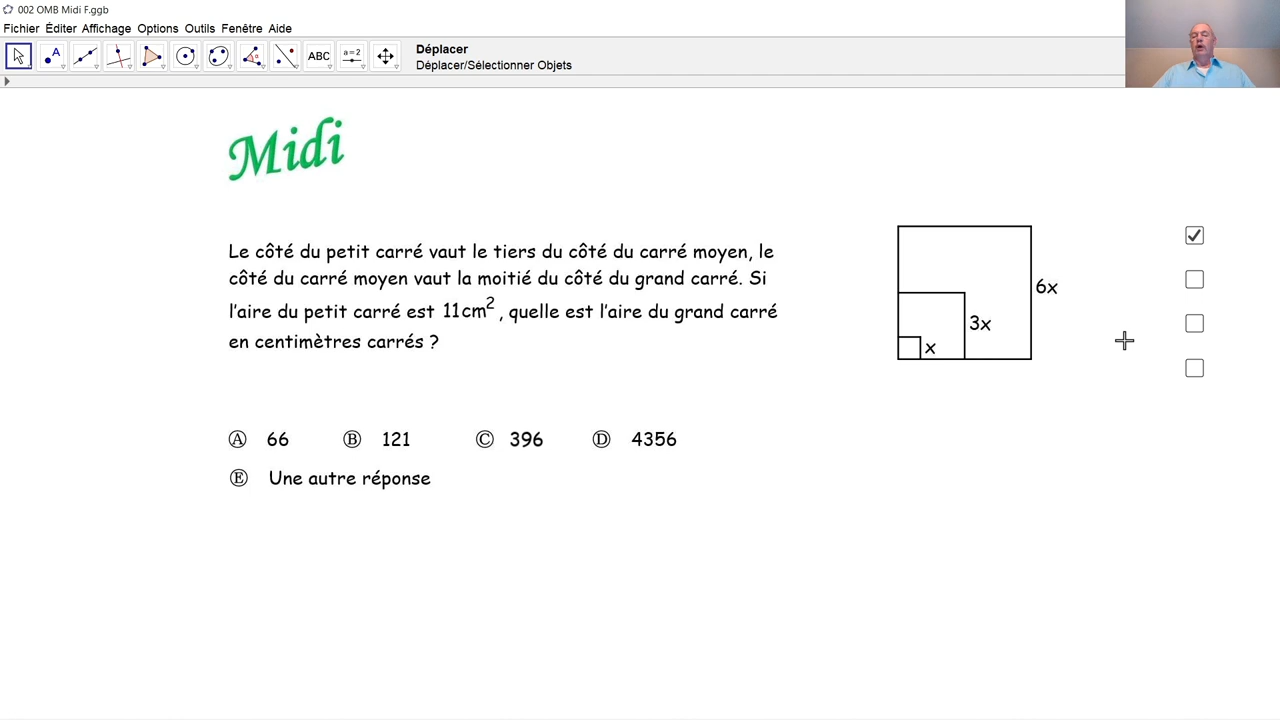 002 OMB Midi F.ggb
Fichier Éditer Affichage Options Outils Fenêtre Aide
A
α
ABC
a=2
Déplacer
Déplacer/Sélectionner Objets
Midi
Le côté du petit carré vaut le tiers du côté du carré moyen, le
côté du carré moyen vaut la moitié du côté du grand carré. Si
l'aire du petit carré est 11cm², quelle est l'aire du grand carré
en centimètres carrés ?
6x
3x
x
Ⓐ 66 Ⓑ 121 Ⓒ 396 Ⓓ 4356
Ⓔ Une autre réponse